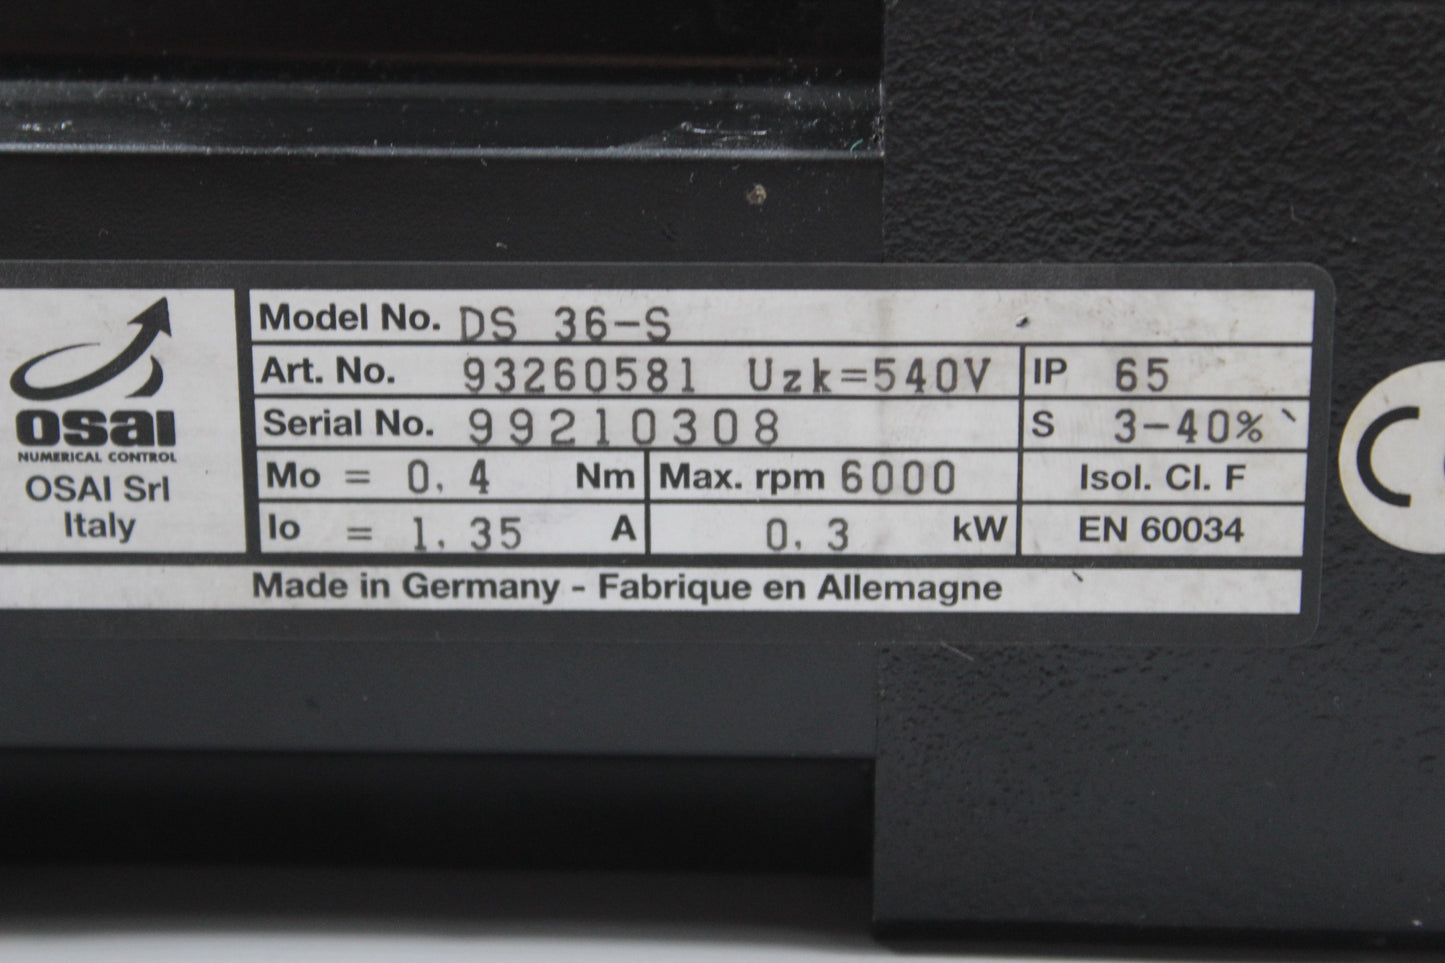 osai
NUMERICAL CONTROL
OSAI Srl
Italy
Model No. DS 36-S
Art. No. 93260581 Uzk=540V IP 65
Serial No. 99210308 S 3-40%
Mo = 0,4 Nm Max. rpm 6000 Isol. Cl. F
Io = 1,35 A 0,3 kW EN 60034
Made in Germany - Fabrique en Allemagne